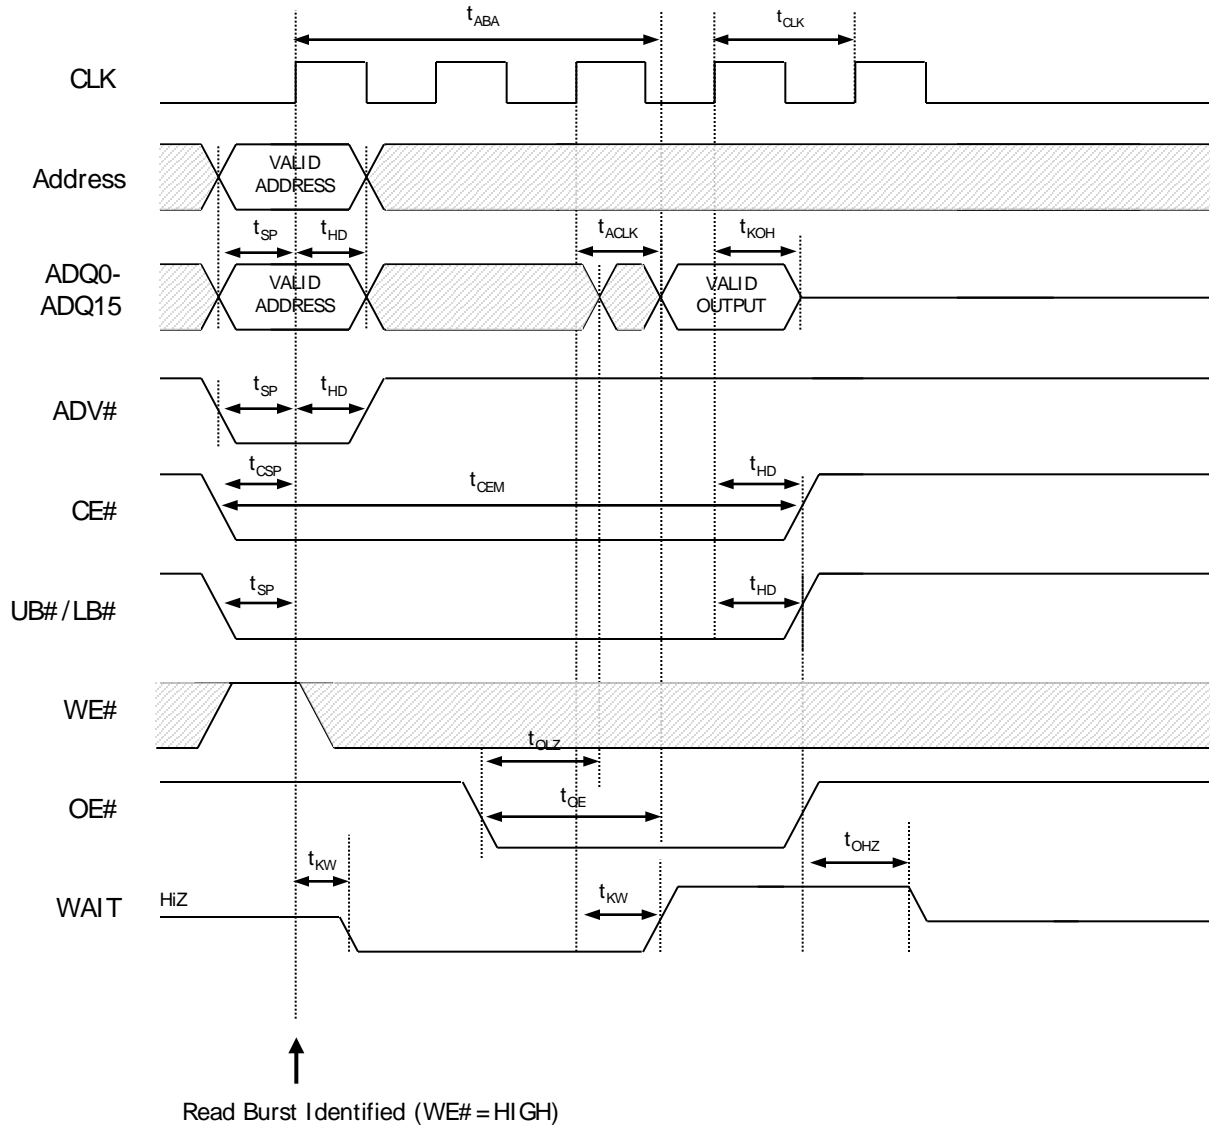 tABA
tCLK
CLK
Address
VALID
ADDRESS
tSP
tHD
tACLK
tKOH
ADQ0-
ADQ15
VALID
ADDRESS
VALID
OUTPUT
ADV#
tSP
tHD
tCSP
tHD
CE#
tCEM
UB#/LB#
tSP
tHD
WE#
tOLZ
OE#
tOE
tKW
tOHZ
WAIT
HiZ
tKW
Read Burst Identified (WE#=HIGH)